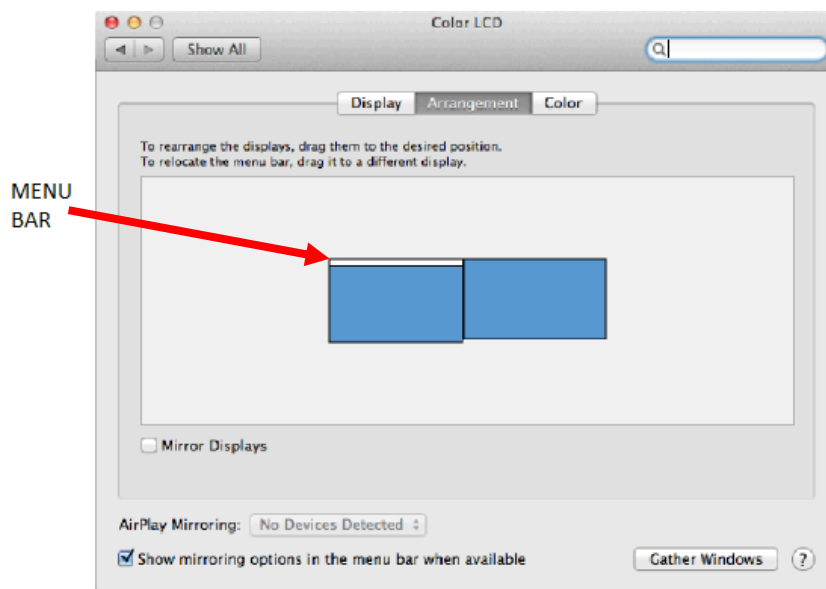 Color LCD
Show All
Display Arrangement Color
To rearrange the displays, drag them to the desired position.
To relocate the menu bar, drag it to a different display.
MENU
BAR
Mirror Displays
AirPlay Mirroring: No Devices Detected
Show mirroring options in the menu bar when available
Gather Windows ?